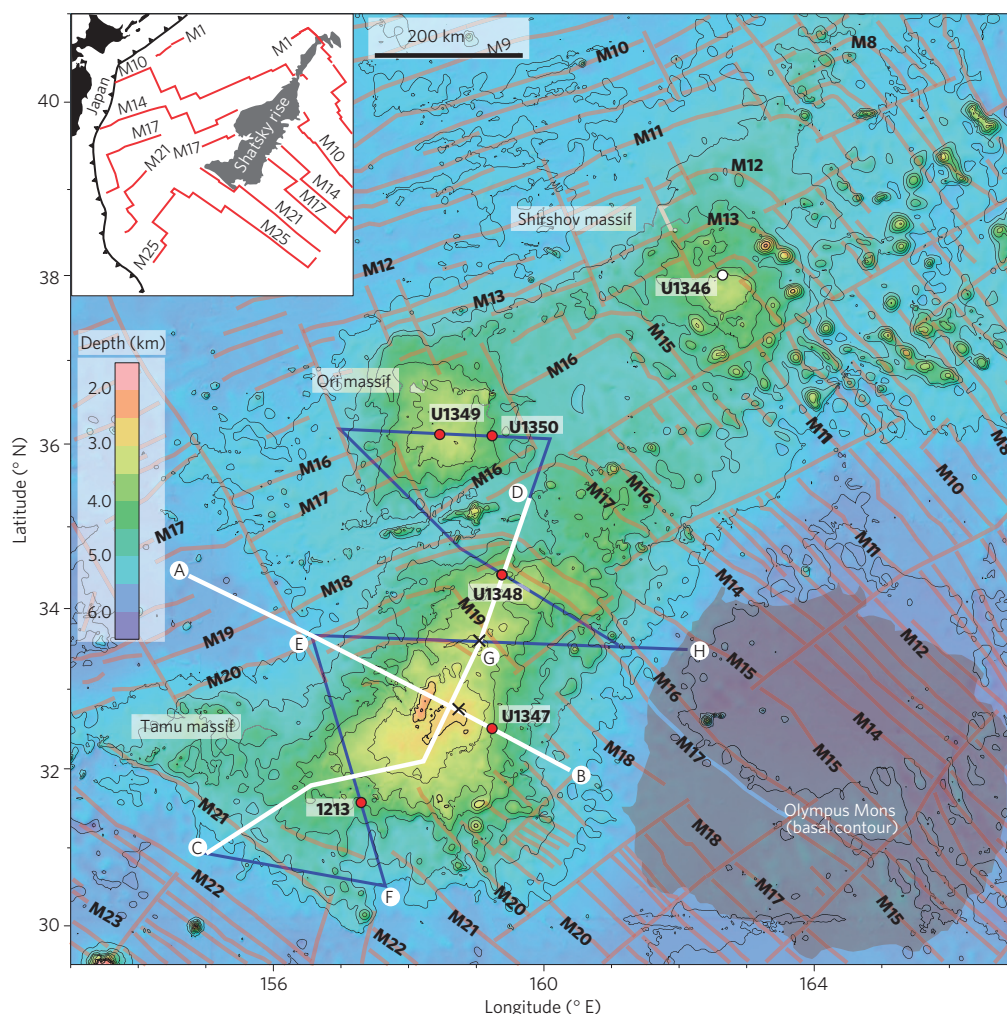 M1
M1
M10
Japan
M14
M17
M21
M17
Shatsky rise
M10
M14
M17
M21
M25
M25
200 km
M9
M10
M8
40
M11
M12
Shirshov massif
M13
38
M12
U1346
M13
M15
Depth (km)
2.0
3.0
4.0
5.0
6.0
M16
Ori massif
U1349
U1350
M11
M8
36
M16
M16
M10
D
M17
M16
M17
M17
M11
A
M18
U1348
M14
34
M19
M19
E
G
H
M12
M20
M15
M16
Tamu massif
U1347
M14
M17
M18
32
B
M15
1213
M21
Olympus Mons
(basal contour)
C
M18
M22
F
M20
M17
M15
M23
M21
M20
30
M22
156
160
164
Latitude (° N)
Longitude (° E)